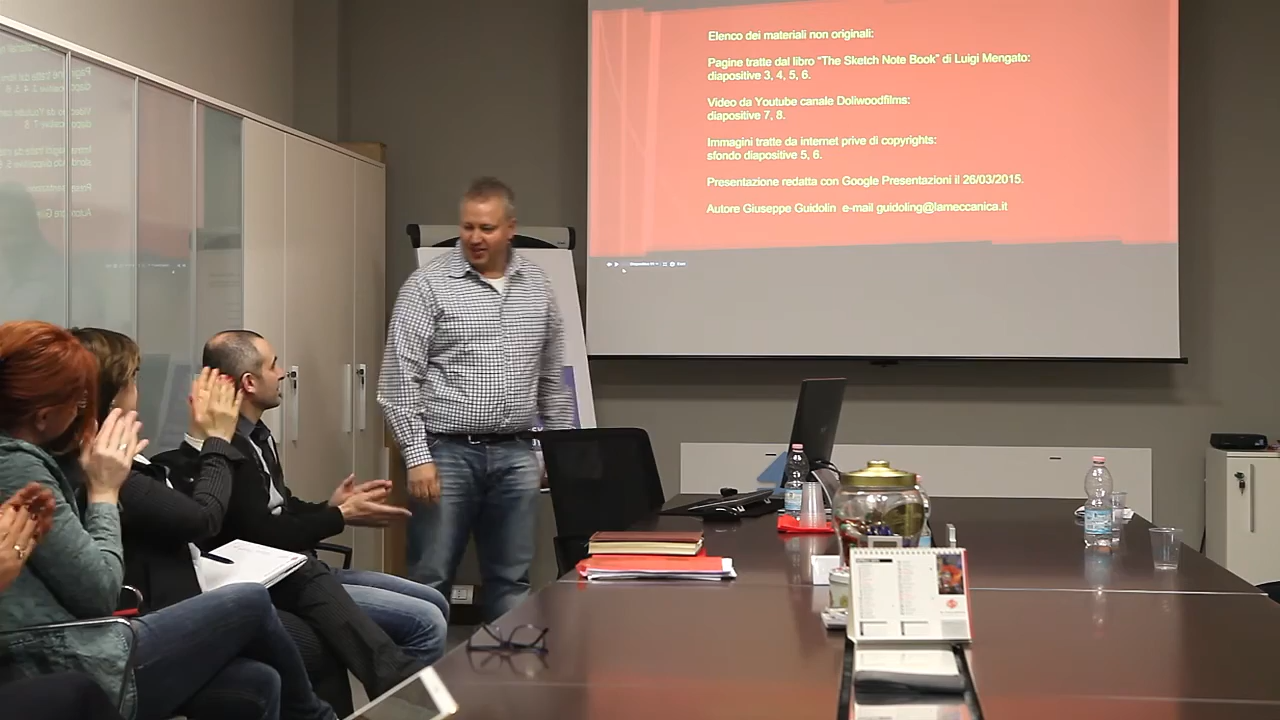 Elenco dei materiali non originali:
Pagine tratte dal libro “The Sketch Note Book” di Luigi Mengato:
diapositive 3, 4, 5, 6.
Video da Youtube canale Doliwoodfilms:
diapositive 7, 8.
Immagini tratte da internet prive di copyrights:
sfondo diapositive 5, 6.
Presentazione redatta con Google Presentazioni il 26/03/2015.
Autore Giuseppe Guidolin e-mail guidoling@lameccanica.it